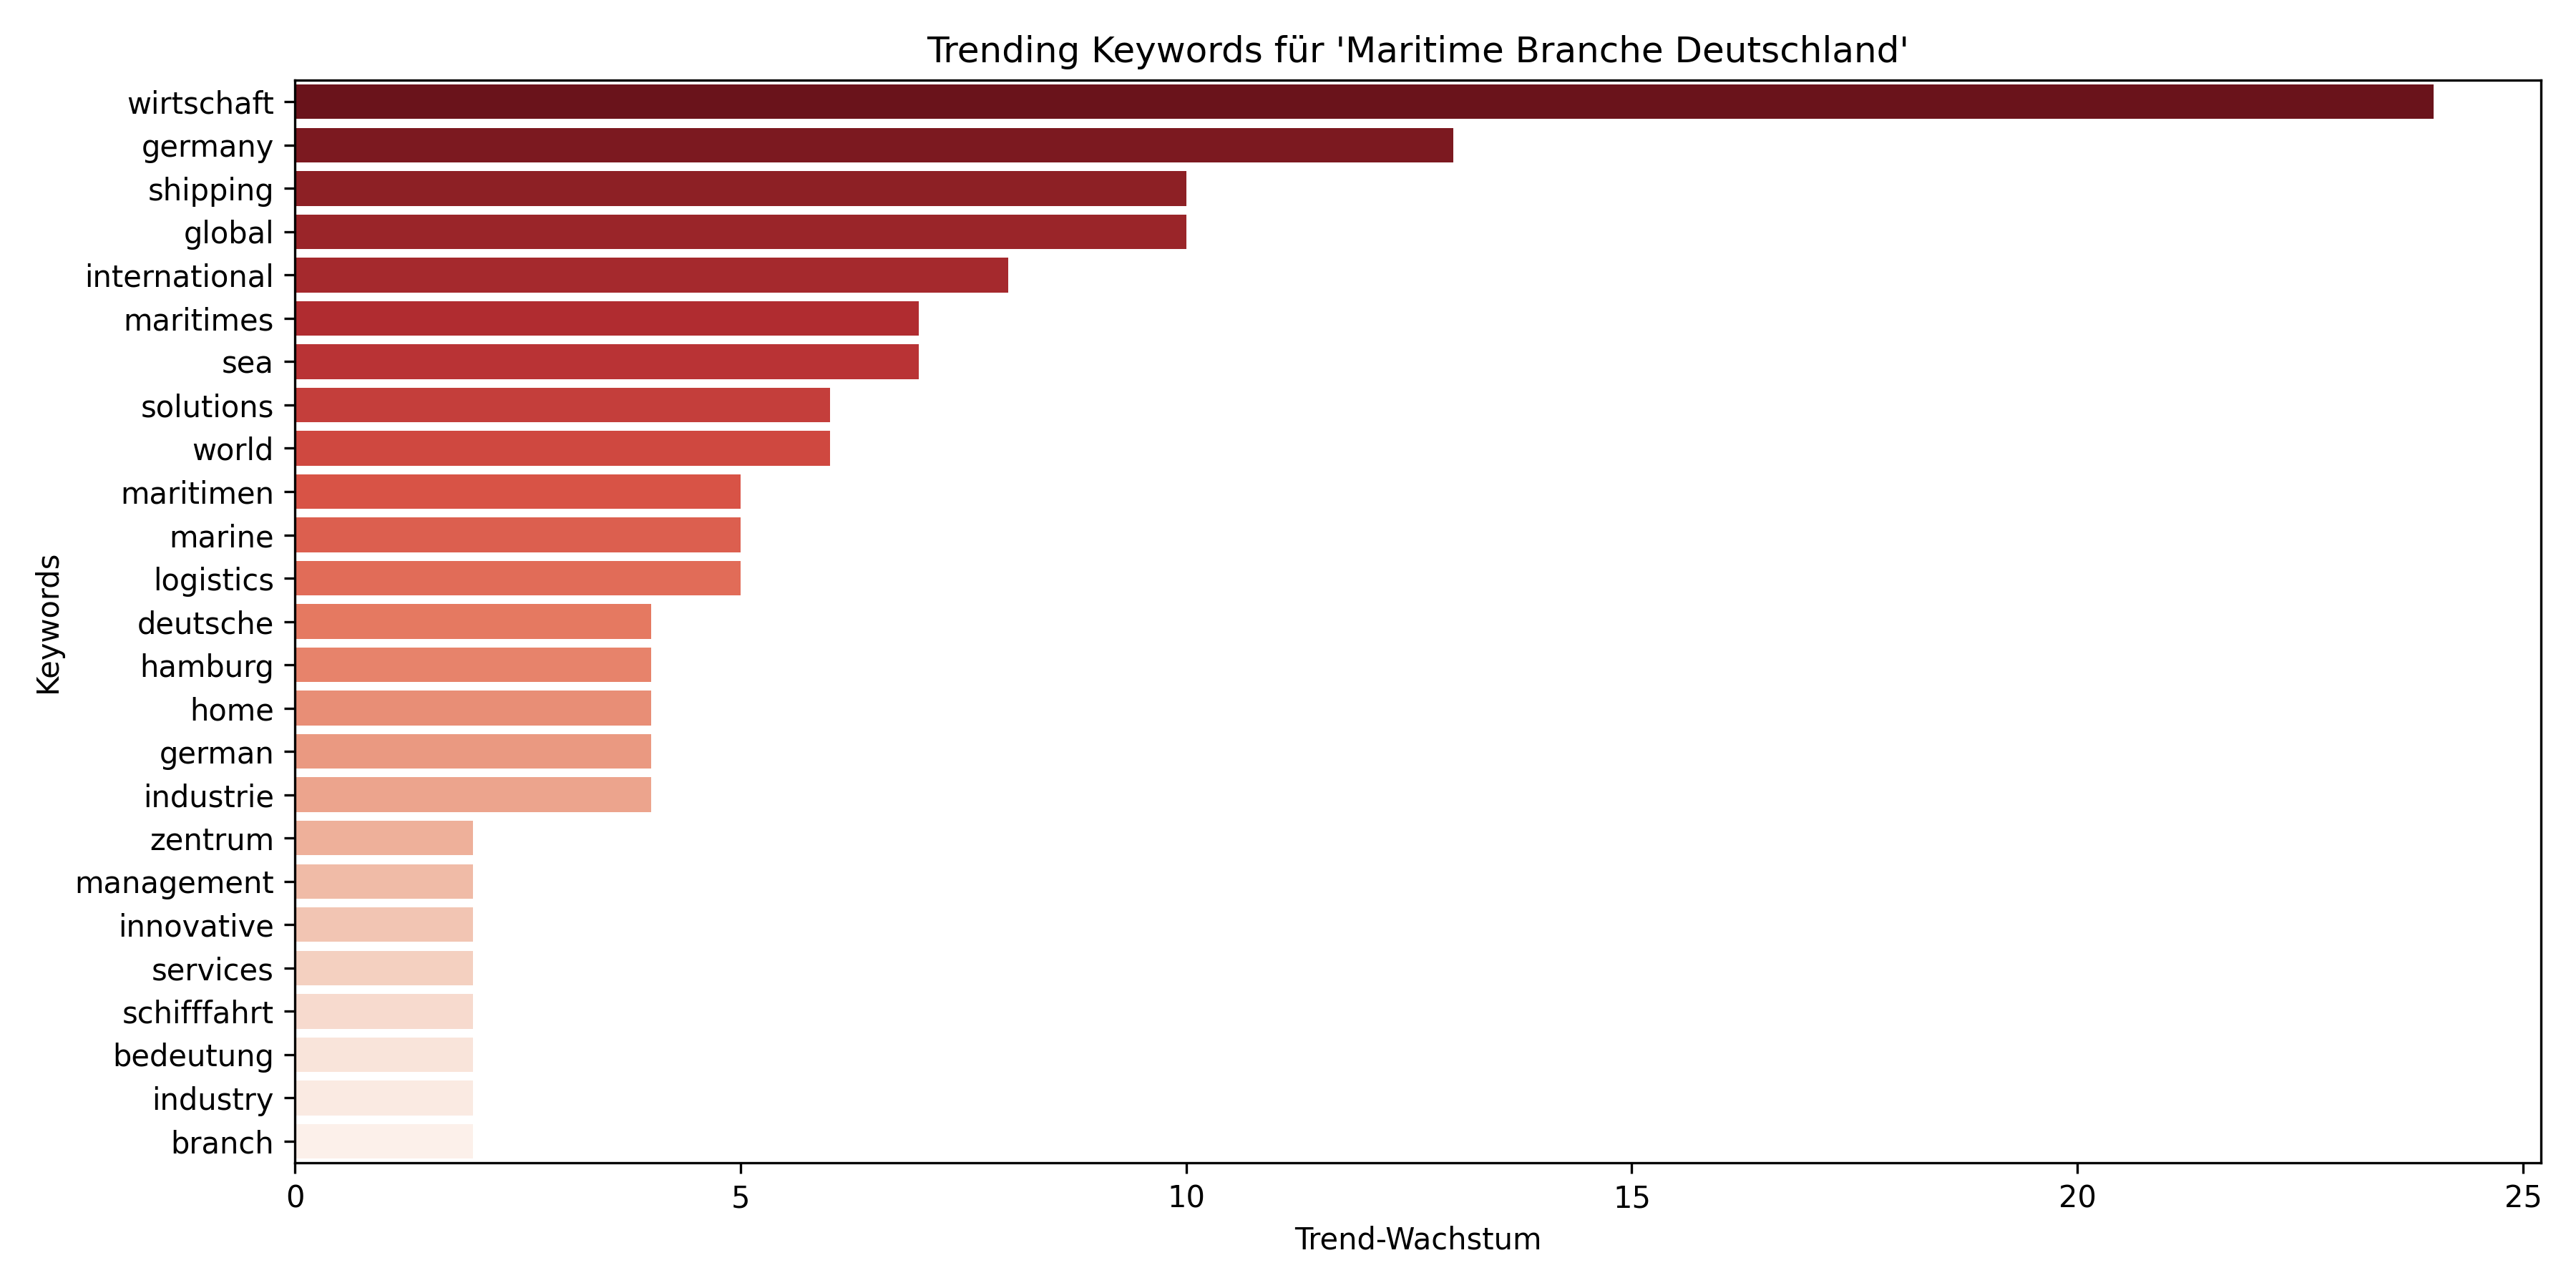 Trending Keywords für 'Maritime Branche Deutschland'
wirtschaft
germany
shipping
global
international
maritimes
sea
solutions
world
maritimen
marine
logistics
deutsche
hamburg
home
german
industrie
zentrum
management
innovative
services
schifffahrt
bedeutung
industry
branch
Keywords
0 5 10 15 20 25
Trend-Wachstum